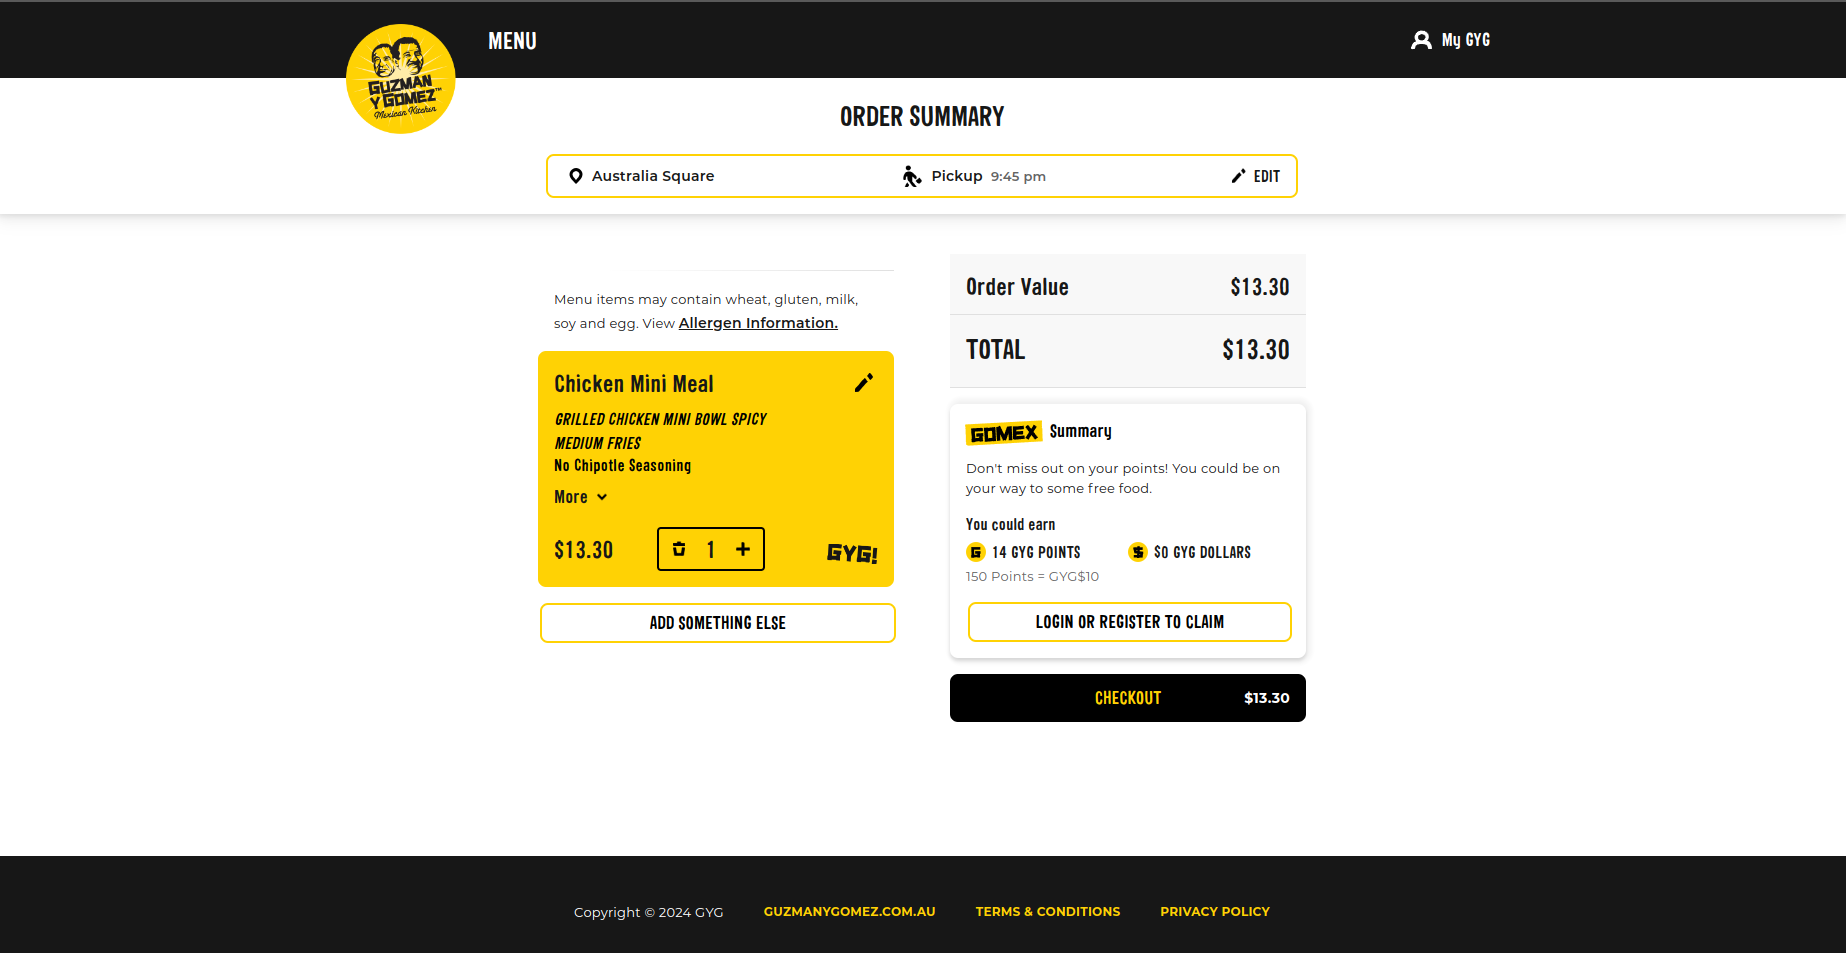 GUZMAN
Y GOMEZ™
Mexican Kitchen
MENU
My GYG
ORDER SUMMARY
Australia Square
Pickup 9:45 pm
EDIT
Menu items may contain wheat, gluten, milk,
soy and egg. View Allergen Information.
Chicken Mini Meal
GRILLED CHICKEN MINI BOWL SPICY
MEDIUM FRIES
No Chipotle Seasoning
More
$13.30
1
GYG!
ADD SOMETHING ELSE
Order Value $13.30
TOTAL $13.30
GOMEX Summary
Don't miss out on your points! You could be on
your way to some free food.
You could earn
G 14 GYG POINTS
$ $0 GYG DOLLARS
150 Points = GYG$10
LOGIN OR REGISTER TO CLAIM
CHECKOUT $13.30
Copyright © 2024 GYG
GUZMANYGOMEZ.COM.AU
TERMS & CONDITIONS
PRIVACY POLICY